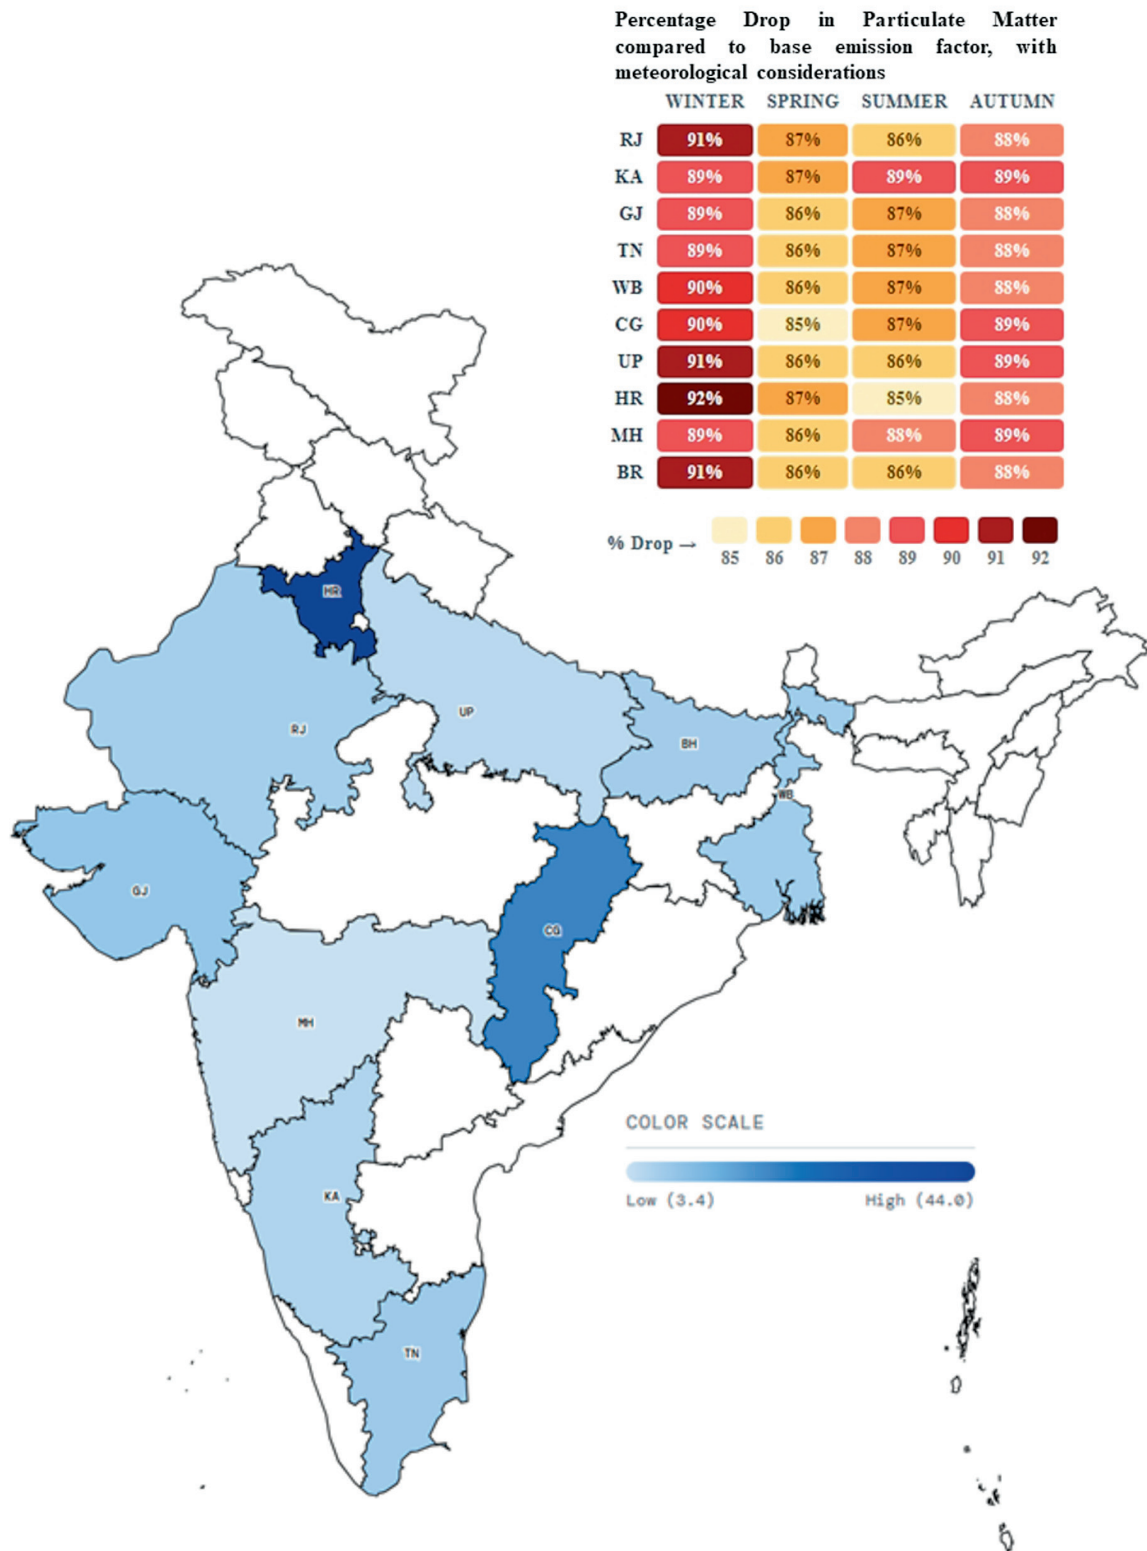 Percentage Drop in Particulate Matter
compared to base emission factor, with
meteorological considerations
WINTER SPRING SUMMER AUTUMN
RJ 91% 87% 86% 88%
KA 89% 87% 89% 89%
GJ 89% 86% 87% 88%
TN 89% 86% 87% 88%
WB 90% 86% 87% 88%
CG 90% 85% 87% 89%
UP 91% 86% 86% 89%
HR 92% 87% 85% 88%
MH 89% 86% 88% 89%
BR 91% 86% 86% 88%
% Drop →
85 86 87 88 89 90 91 92
HR
UP
RJ
BH
WB
GJ
CG
MH
COLOR SCALE
Low (3.4) High (44.0)
KA
TN